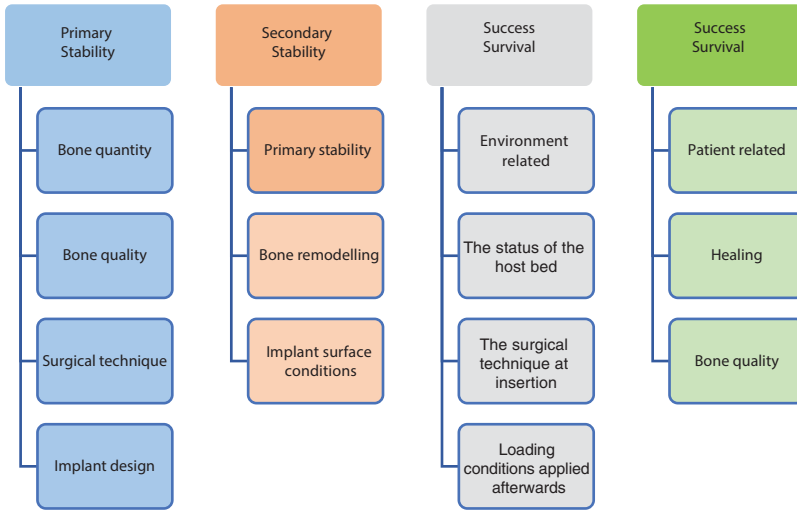 Primary
Stability
Bone quantity
Bone quality
Surgical technique
Implant design
Secondary
Stability
Primary stability
Bone remodelling
Implant surface
conditions
Success
Survival
Environment
related
The status of the
host bed
The surgical
technique at
insertion
Loading
conditions applied
afterwards
Success
Survival
Patient related
Healing
Bone quality